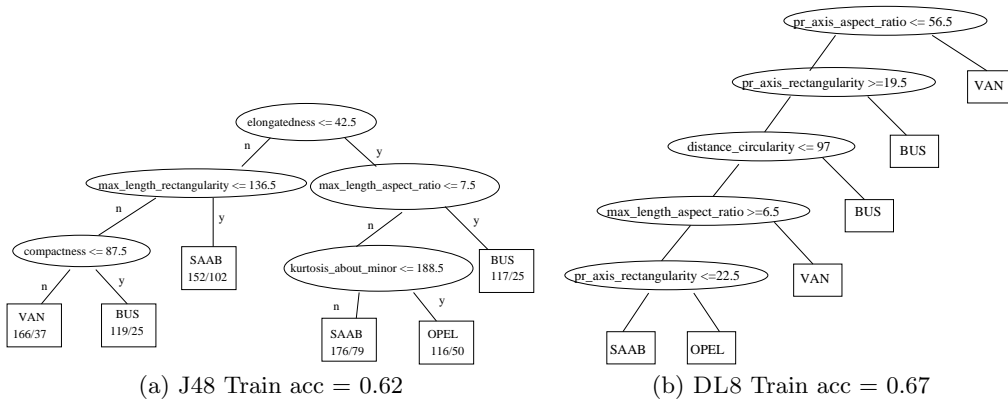 elongatedness <= 42.5
n
y
max_length_rectangularity <= 136.5
max_length_aspect_ratio <= 7.5
n
y
n
y
compactness <= 87.5
SAAB
152/102
kurtosis_about_minor <= 188.5
BUS
117/25
n
y
n
y
VAN
166/37
BUS
119/25
SAAB
176/79
OPEL
116/50
(a) J48 Train acc = 0.62
pr_axis_aspect_ratio <= 56.5
pr_axis_rectangularity >=19.5
VAN
distance_circularity <= 97
BUS
max_length_aspect_ratio >=6.5
BUS
pr_axis_rectangularity <=22.5
VAN
SAAB
OPEL
(b) DL8 Train acc = 0.67